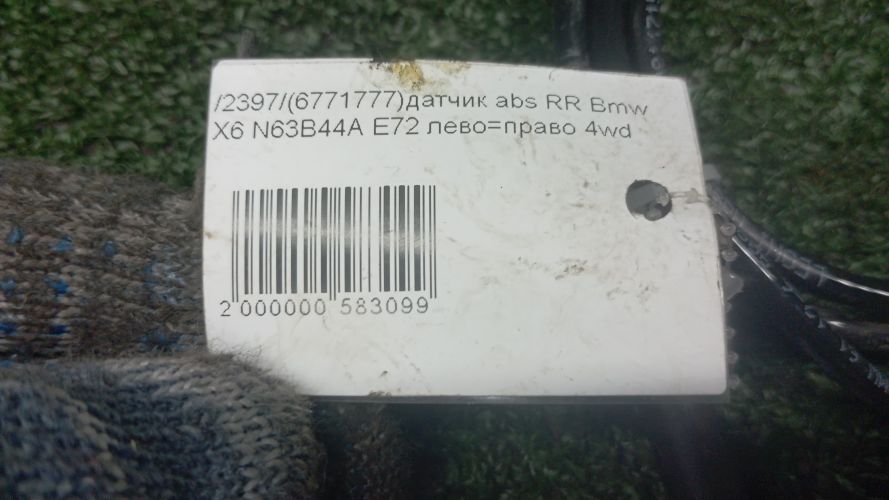 /2397/(6771777)датчик abs RR Bmw
X6 N63B44A E72 лево=право 4wd
2 000000 583099